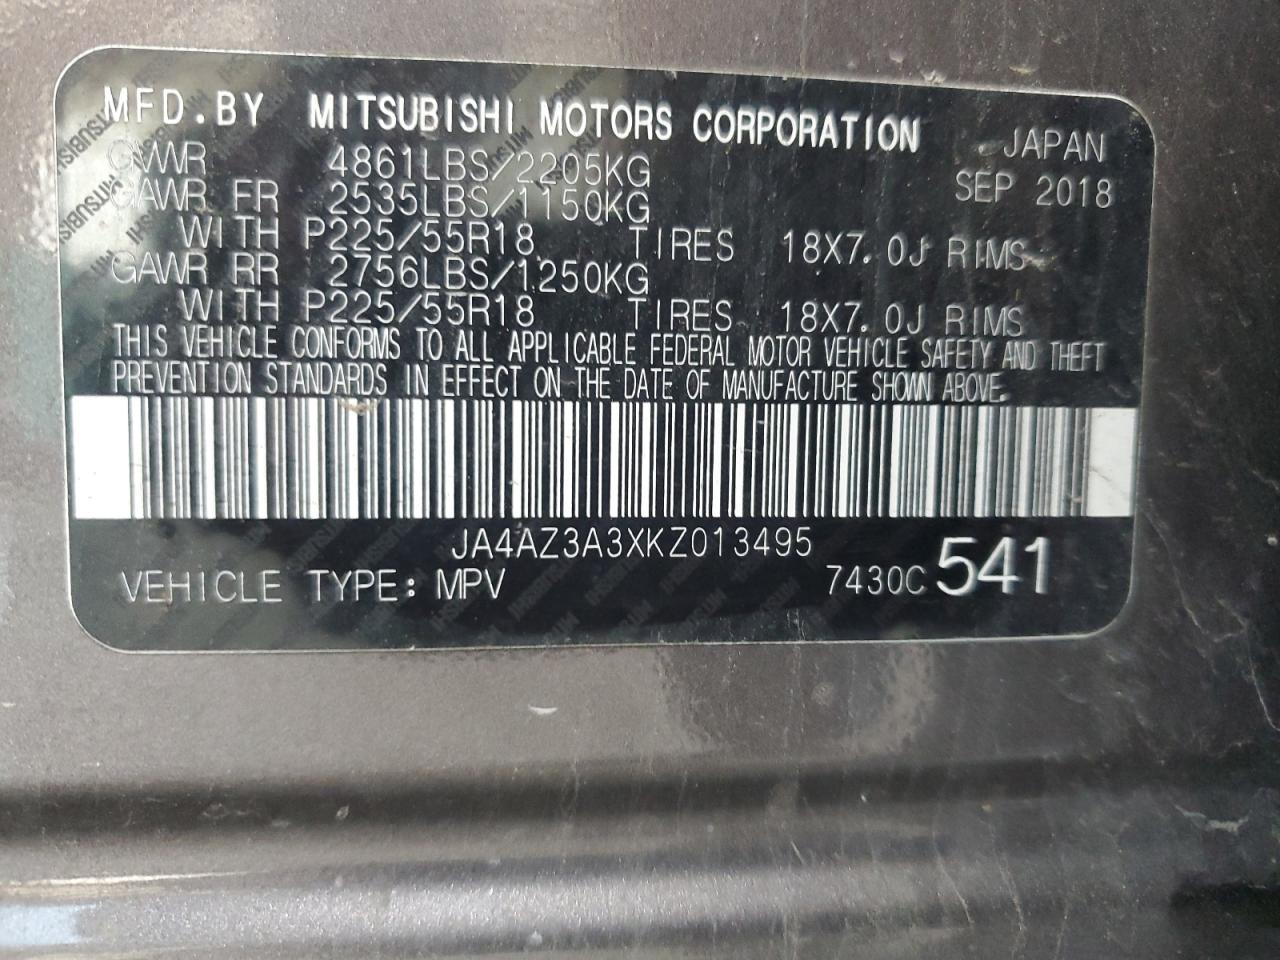 MFD.BY MITSUBISHI MOTORS CORPORATION JAPAN
GVWR 4861LBS/2205KG SEP 2018
GAWR FR 2535LBS/1150KG
WITH P225/55R18 TIRES 18X7.0J RIMS
GAWR RR 2756LBS/1250KG
WITH P225/55R18 TIRES 18X7.0J RIMS
THIS VEHICLE CONFORMS TO ALL APPLICABLE FEDERAL MOTOR VEHICLE SAFETY AND THEFT
PREVENTION STANDARDS IN EFFECT ON THE DATE OF MANUFACTURE SHOWN ABOVE.
JA4AZ3A3XKZ013495
VEHICLE TYPE: MPV 7430C 541